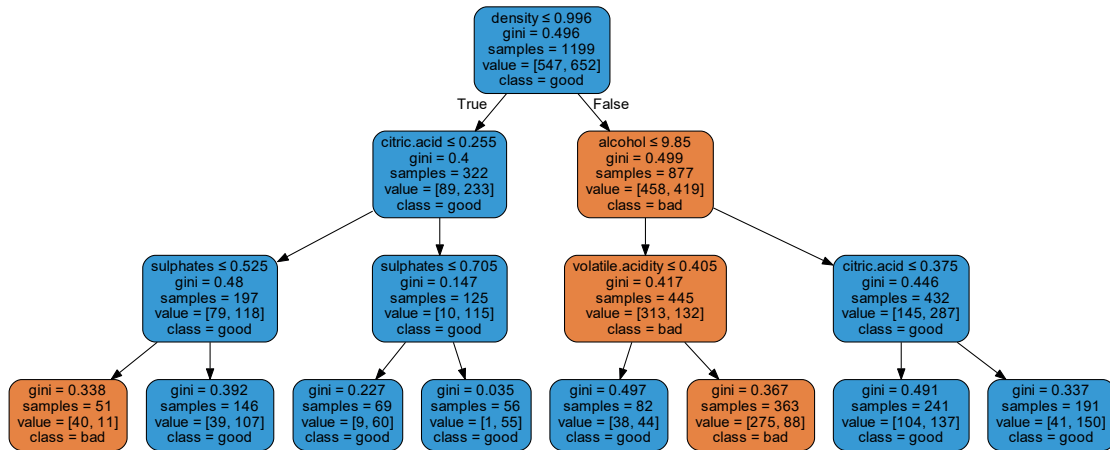 density ≤ 0.996
gini = 0.496
samples = 1199
value = [547, 652]
class = good
True
False
citric.acid ≤ 0.255
gini = 0.4
samples = 322
value = [89, 233]
class = good
alcohol ≤ 9.85
gini = 0.499
samples = 877
value = [458, 419]
class = bad
sulphates ≤ 0.525
gini = 0.48
samples = 197
value = [79, 118]
class = good
sulphates ≤ 0.705
gini = 0.147
samples = 125
value = [10, 115]
class = good
volatile.acidity ≤ 0.405
gini = 0.417
samples = 445
value = [313, 132]
class = bad
citric.acid ≤ 0.375
gini = 0.446
samples = 432
value = [145, 287]
class = good
gini = 0.338
samples = 51
value = [40, 11]
class = bad
gini = 0.392
samples = 146
value = [39, 107]
class = good
gini = 0.227
samples = 69
value = [9, 60]
class = good
gini = 0.035
samples = 56
value = [1, 55]
class = good
gini = 0.497
samples = 82
value = [38, 44]
class = good
gini = 0.367
samples = 363
value = [275, 88]
class = bad
gini = 0.491
samples = 241
value = [104, 137]
class = good
gini = 0.337
samples = 191
value = [41, 150]
class = good